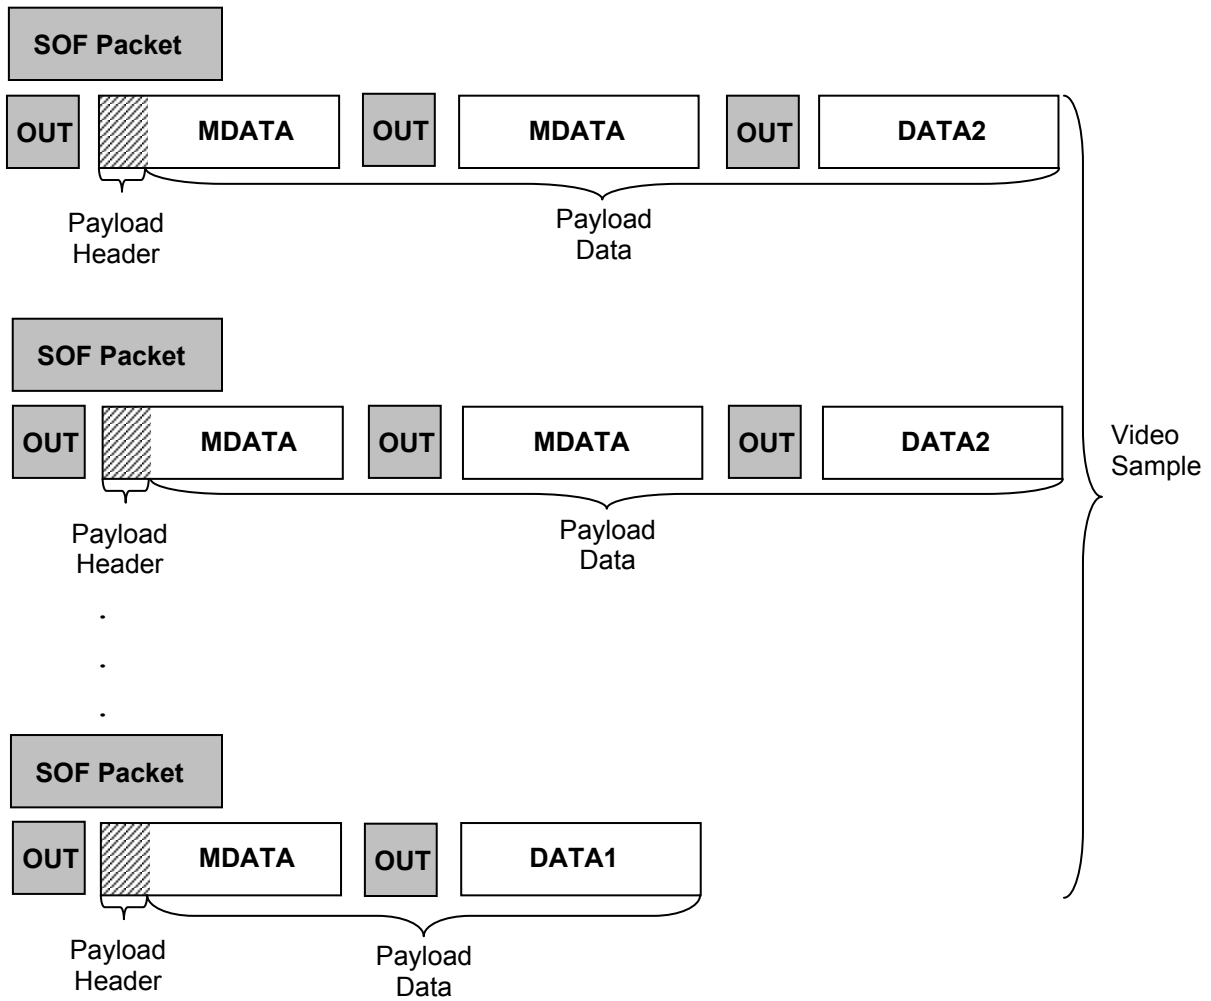 SOF Packet
OUT MDATA OUT MDATA OUT DATA2
Payload
Header
Payload
Data
SOF Packet
OUT MDATA OUT MDATA OUT DATA2
Payload
Header
Payload
Data
Video
Sample
.
.
.
SOF Packet
OUT MDATA OUT DATA1
Payload
Header
Payload
Data